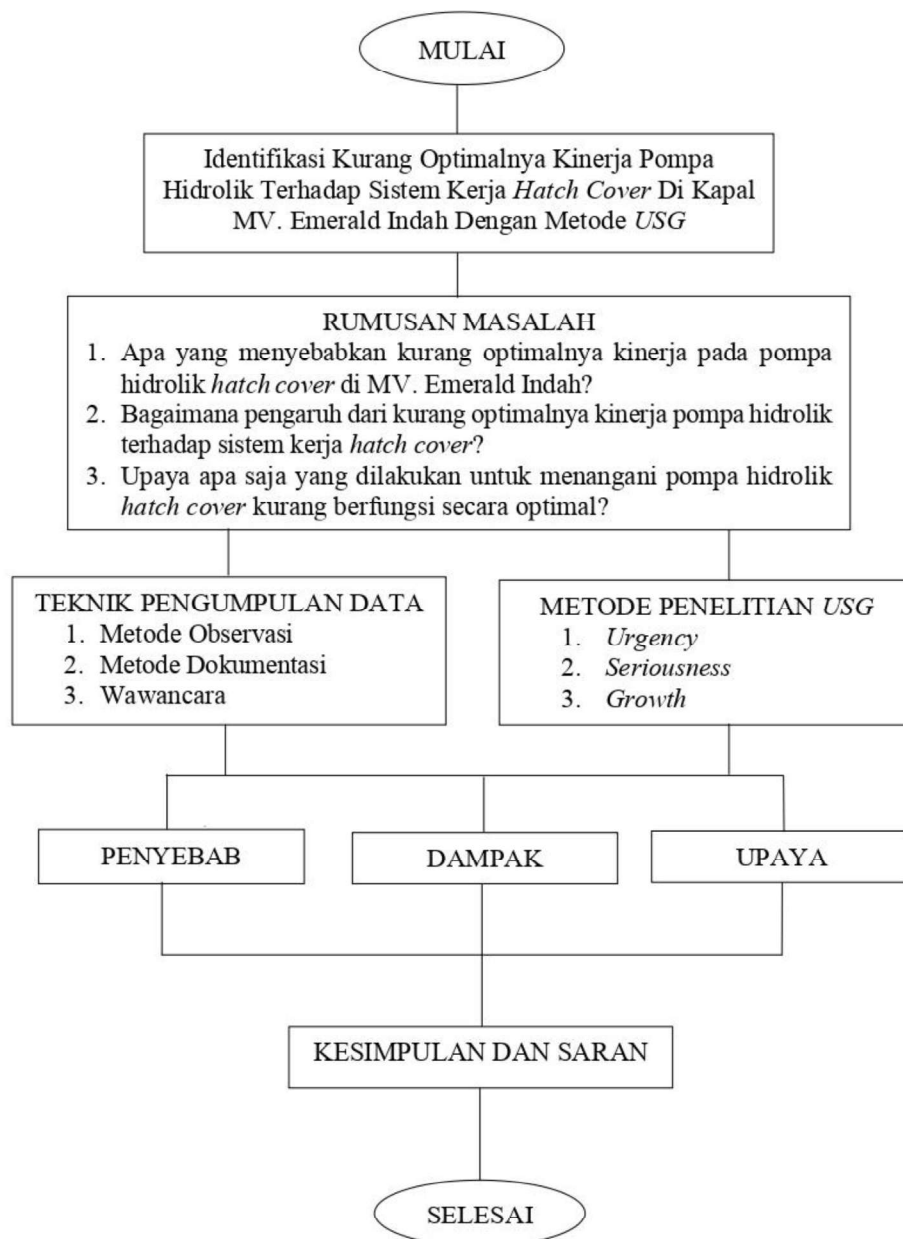 MULAI
Identifikasi Kurang Optimalnya Kinerja Pompa
Hidrolik Terhadap Sistem Kerja Hatch Cover Di Kapal
MV. Emerald Indah Dengan Metode USG
RUMUSAN MASALAH
1. Apa yang menyebabkan kurang optimalnya kinerja pada pompa
hidrolik hatch cover di MV. Emerald Indah?
2. Bagaimana pengaruh dari kurang optimalnya kinerja pompa hidrolik
terhadap sistem kerja hatch cover?
3. Upaya apa saja yang dilakukan untuk menangani pompa hidrolik
hatch cover kurang berfungsi secara optimal?
TEKNIK PENGUMPULAN DATA
1. Metode Observasi
2. Metode Dokumentasi
3. Wawancara
METODE PENELITIAN USG
1. Urgency
2. Seriousness
3. Growth
PENYEBAB
DAMPAK
UPAYA
KESIMPULAN DAN SARAN
SELESAI